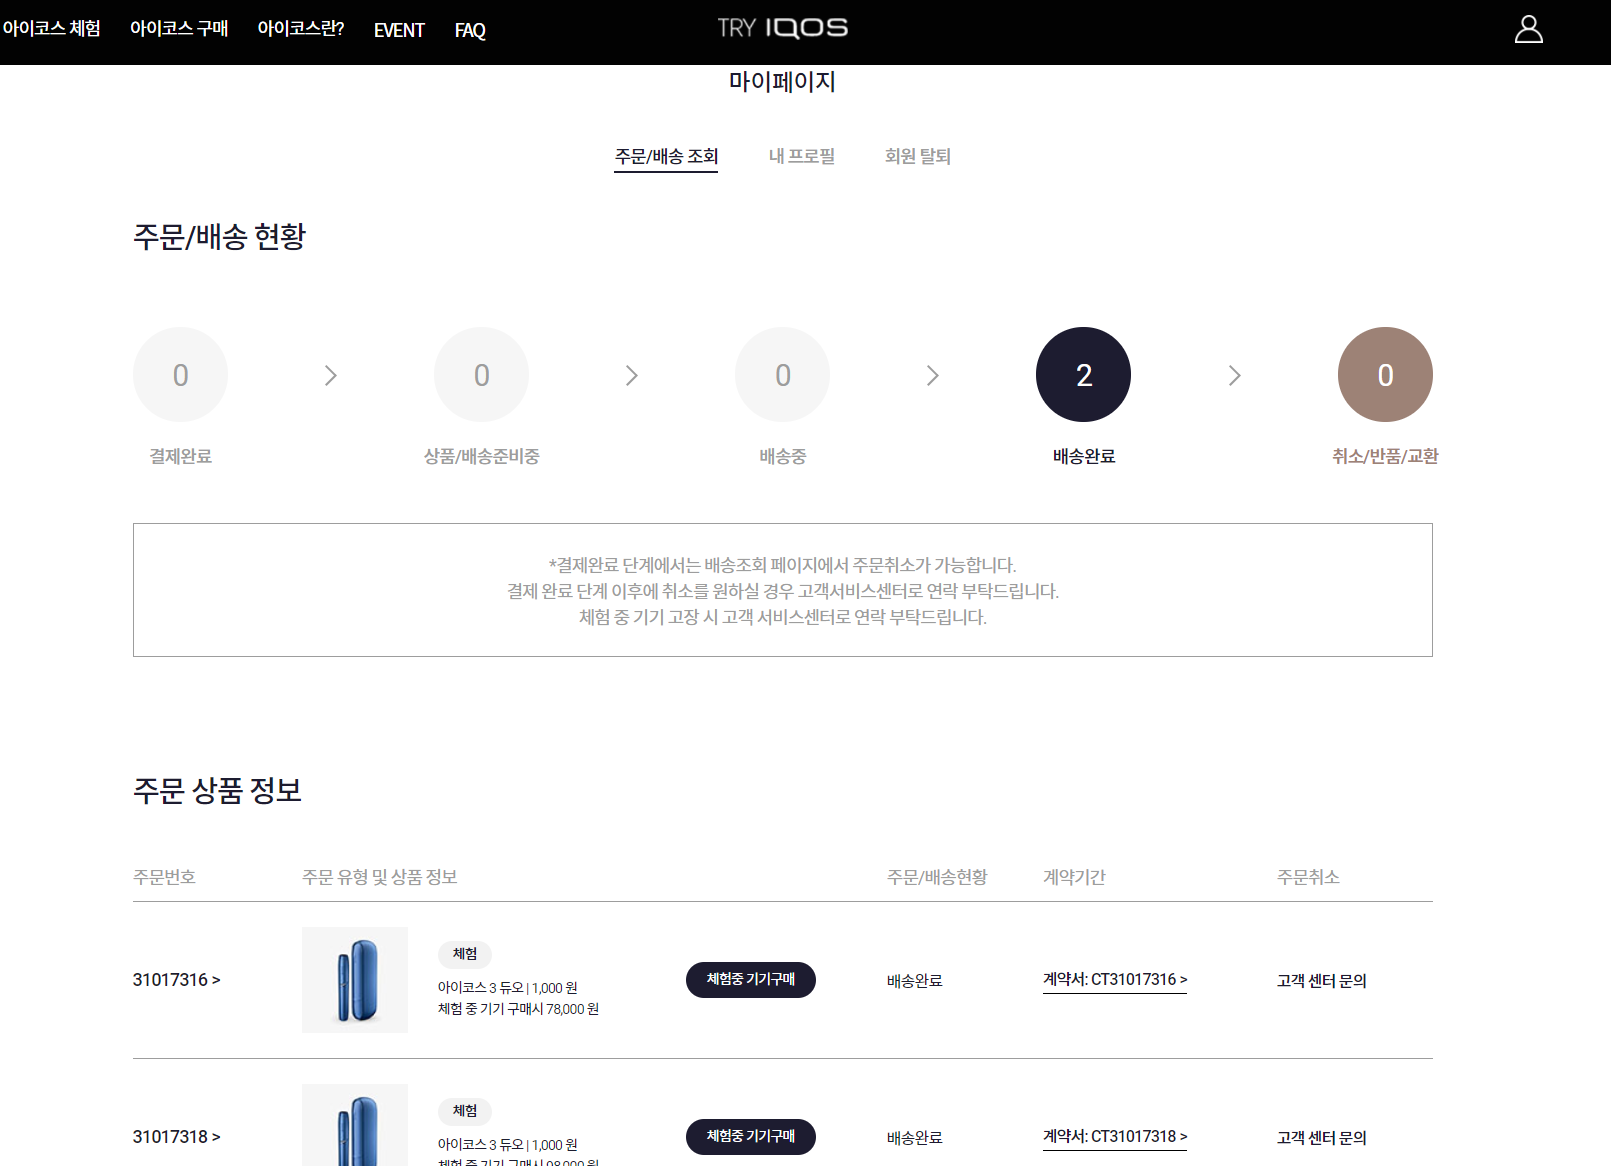 아이코스 체험 아이코스 구매 아이코스란? EVENT FAQ TRY IQOS
마이페이지
주문/배송 조회 내 프로필 회원 탈퇴
주문/배송 현황
0 > 0 > 0 > 2 > 0
결제완료 상품/배송준비중 배송중 배송완료 취소/반품/교환
*결제완료 단계에서는 배송조회 페이지에서 주문취소가 가능합니다.
결제 완료 단계 이후에 취소를 원하실 경우 고객서비스센터로 연락 부탁드립니다.
체험 중 기기 고장 시 고객 서비스센터로 연락 부탁드립니다.
주문 상품 정보
주문번호 주문 유형 및 상품 정보 주문/배송현황 계약기간 주문취소
체험
31017316 > 아이코스 3 듀오 | 1,000 원 체험중 기기구매 배송완료 계약서: CT31017316 > 고객 센터 문의
체험 중 기기 구매시 78,000 원
체험
31017318 > 아이코스 3 듀오 | 1,000 원 체험중 기기구매 배송완료 계약서: CT31017318 > 고객 센터 문의
체험 중 기기 구매시 98,000 원